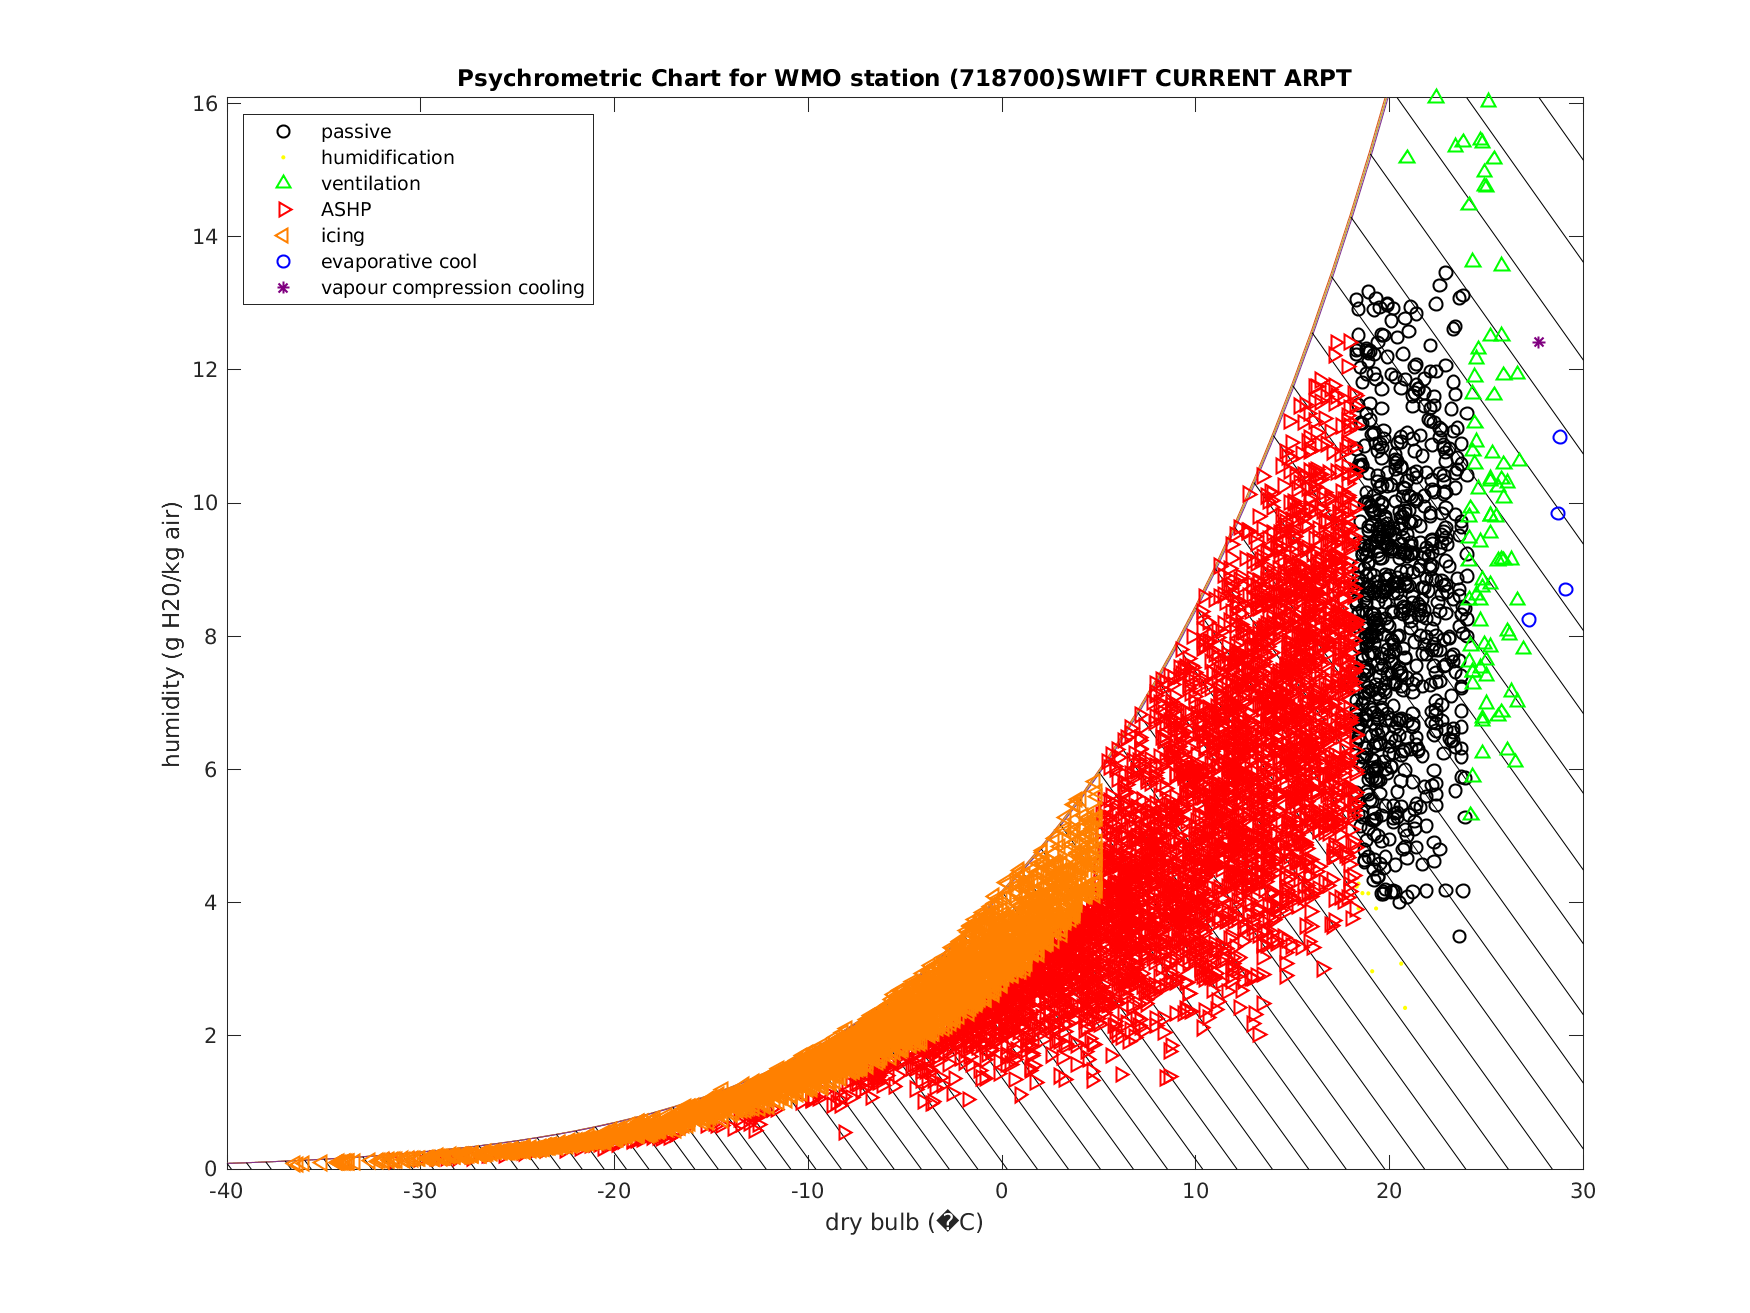 Psychrometric Chart for WMO station (718700)SWIFT CURRENT ARPT
passive
humidification
ventilation
ASHP
icing
evaporative cool
vapour compression cooling
humidity (g H20/kg air)
16
14
12
10
8
6
4
2
0
-40 -30 -20 -10 0 10 20 30
dry bulb (�C)